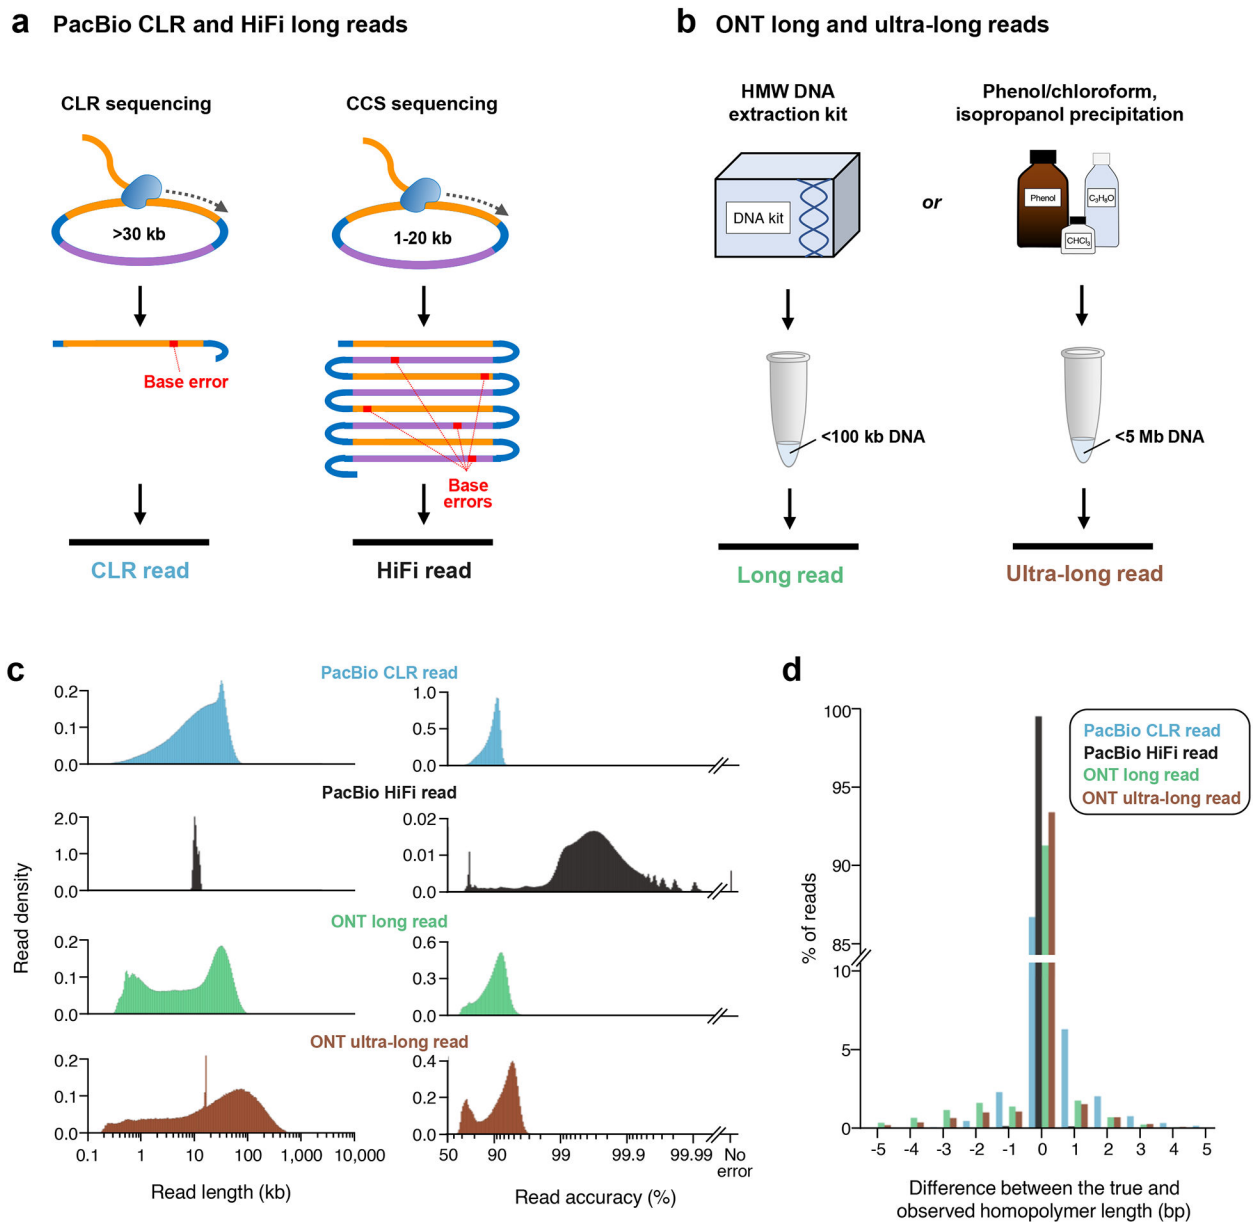 a PacBio CLR and HiFi long reads
CLR sequencing
CCS sequencing
>30 kb
1-20 kb
Base error
Base
errors
CLR read
HiFi read
b ONT long and ultra-long reads
HMW DNA
extraction kit
Phenol/chloroform,
isopropanol precipitation
DNA kit
or
Phenol
C₃H₈O
CHCl₃
<100 kb DNA
<5 Mb DNA
Long read
Ultra-long read
c
Read density
PacBio CLR read
0.2
0.1
0.0
1.0
0.5
0.0
PacBio HiFi read
2.0
1.0
0.0
0.02
0.01
0.0
ONT long read
0.2
0.1
0.0
0.6
0.3
0.0
ONT ultra-long read
0.2
0.1
0.0
0.4
0.2
0.0
0.1 1 10 100 1,000 10,000
Read length (kb)
50 90 99 99.9 99.99 No
error
Read accuracy (%)
d
PacBio CLR read
PacBio HiFi read
ONT long read
ONT ultra-long read
% of reads
100
95
90
85
10
5
0
-5 -4 -3 -2 -1 0 1 2 3 4 5
Difference between the true and
observed homopolymer length (bp)